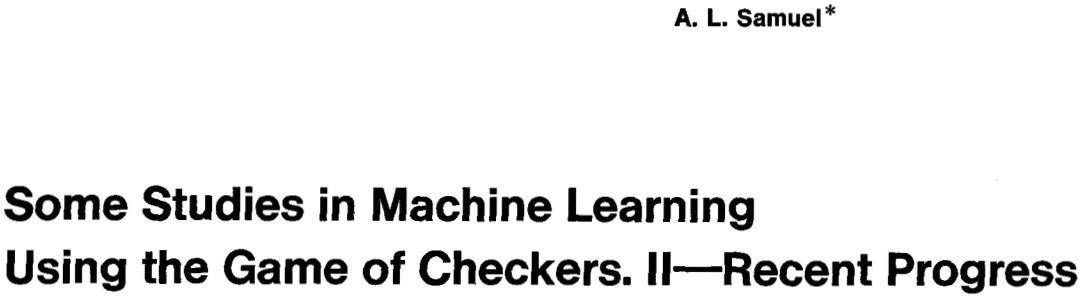 A. L. Samuel*
Some Studies in Machine Learning
Using the Game of Checkers. II—Recent Progress